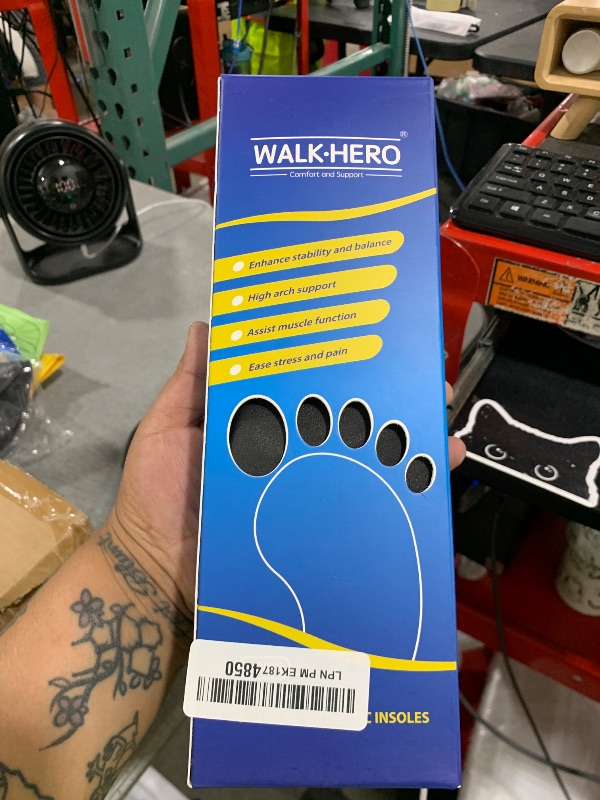 WALK·HERO®
Comfort and Support
Enhance stability and balance
High arch support
Assist muscle function
Ease stress and pain
LPN PM EK1874850
C INSOLES
WARNING